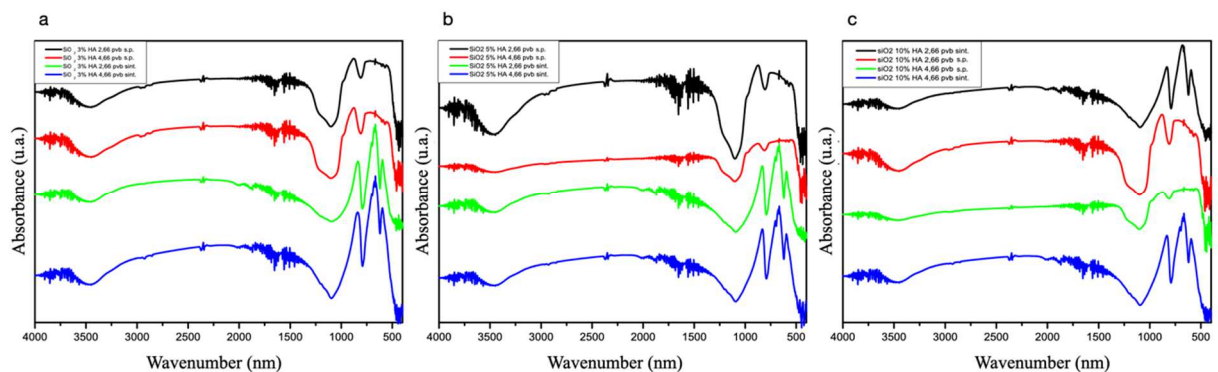 a
SiO2 3% HA 2,66 pvb s.p.
SiO2 3% HA 4,66 pvb s.p.
SiO2 3% HA 2,66 pvb sint.
SiO2 3% HA 4,66 pvb sint.
Absorbance (u.a.)
4000 3500 3000 2500 2000 1500 1000 500
Wavenumber (nm)
b
SiO2 5% HA 2,66 pvb s.p.
SiO2 5% HA 4,66 pvb s.p.
SiO2 5% HA 2,66 pvb sint.
SiO2 5% HA 4,66 pvb sint.
Absorbance (u.a.)
4000 3500 3000 2500 2000 1500 1000 500
Wavenumber (nm)
c
siO2 10% HA 2,66 pvb sint.
siO2 10% HA 2,66 pvb s.p.
siO2 10% HA 4,66 pvb s.p.
siO2 10% HA 4,66 pvb sint.
Absorbance (u.a.)
4000 3500 3000 2500 2000 1500 1000 500
Wavenumber (nm)